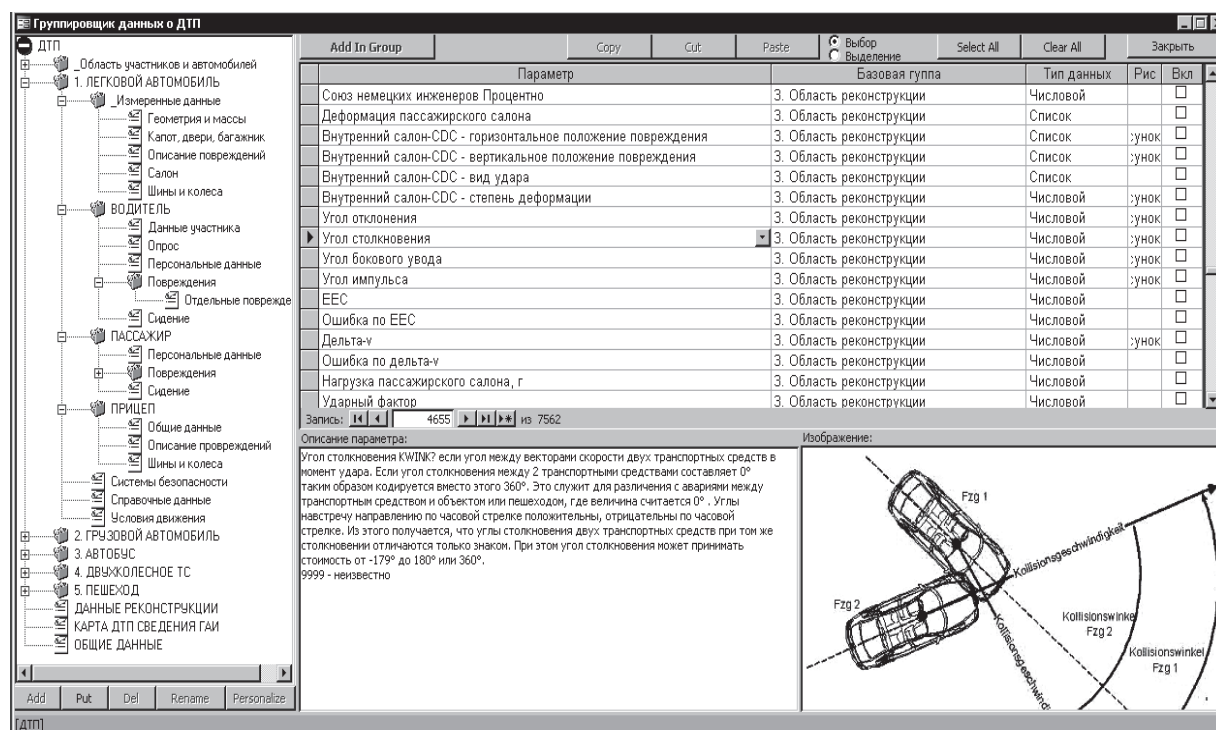 Группировщик данных о ДТП
ДТП
_Область участников и автомобилей
1. ЛЕГКОВОЙ АВТОМОБИЛЬ
_Измеренные данные
Геометрия и массы
Капот, двери, багажник
Описание повреждений
Салон
Шины и колеса
ВОДИТЕЛЬ
Данные участника
Опрос
Персональные данные
Повреждения
Отдельные поврежде
Сидение
ПАССАЖИР
Персональные данные
Повреждения
Сидение
ПРИЦЕП
Общие данные
Описание провреждений
Шины и колеса
Системы безопасности
Справочные данные
Условия движения
2. ГРУЗОВОЙ АВТОМОБИЛЬ
3. АВТОБУС
4. ДВУХКОЛЕСНОЕ ТС
5. ПЕШЕХОД
ДАННЫЕ РЕКОНСТРУКЦИИ
КАРТА ДТП СВЕДЕНИЯ ГАИ
ОБЩИЕ ДАННЫЕ
Add Put Del Rename Personalize
[ДТП]
Add In Group Copy Cut Paste Выбор Select All Clear All Закрыть
Выделение
Параметр Базовая гуппа Тип данных Рис Вкл
Союз немецких инженеров Процентно 3. Область реконструкции Числовой
Деформация пассажирского салона 3. Область реконструкции Список
Внутренний салон-CDC - горизонтальное положение повреждения 3. Область реконструкции Список :унок
Внутренний салон-CDC - вертикальное положение повреждения 3. Область реконструкции Список :унок
Внутренний салон-CDC - вид удара 3. Область реконструкции Список
Внутренний салон-CDC - степень деформации 3. Область реконструкции Числовой :унок
Угол отклонения 3. Область реконструкции Числовой :унок
Угол столкновения 3. Область реконструкции Числовой :унок
Угол бокового увода 3. Область реконструкции Числовой :унок
Угол импульса 3. Область реконструкции Числовой :унок
EEC 3. Область реконструкции Числовой
Ошибка по EEC 3. Область реконструкции Числовой
Дельта-v 3. Область реконструкции Числовой :унок
Ошибка по дельта-v 3. Область реконструкции Числовой
Нагрузка пассажирского салона, г 3. Область реконструкции Числовой
Ударный фактор 3. Область реконструкции Числовой
Запись: 4655 из 7562
Описание параметра:
Угол столкновения KWINK? если угол между векторами скорости двух транспортных средств в
момент удара. Если угол столкновения между 2 транспортными средствами составляет 0°
таким образом кодируется вместо этого 360°. Это служит для различения с авариями между
транспортным средством и объектом или пешеходом, где величина считается 0° . Углы
навстречу направлению по часовой стрелке положительны, отрицательны по часовой
стрелке. Из этого получается, что углы столкновения двух транспортных средств при том же
столкновении отличаются только знаком. При этом угол столкновения может принимать
стоимость от -179° до 180° или 360°.
9999 - неизвестно
Изображение:
Fzg 1
Kollisionsgeschwindigkeit
Fzg 2
Kollisionsgeschwindi
Kollisionswinkel
Fzg 2
Kollisionswinkel
Fzg 1